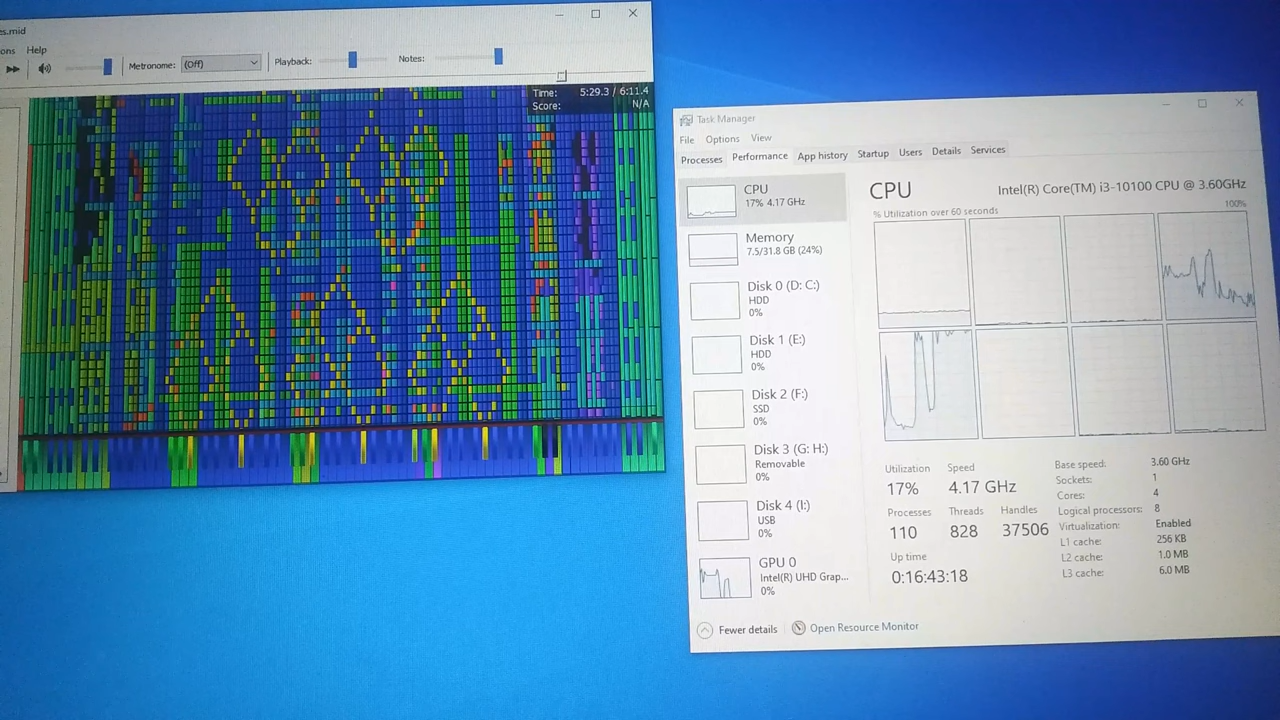 es.mid
ons Help
Metronome: (Off) Playback: Notes:
Time: 5:29.3 / 6:11.4
Score: N/A
Task Manager
File Options View
Processes Performance App history Startup Users Details Services
CPU
17% 4.17 GHz
Memory
7.5/31.8 GB (24%)
Disk 0 (D: C:)
HDD
0%
Disk 1 (E:)
HDD
0%
Disk 2 (F:)
SSD
0%
Disk 3 (G: H:)
Removable
0%
Disk 4 (I:)
USB
0%
GPU 0
Intel(R) UHD Grap...
0%
CPU Intel(R) Core(TM) i3-10100 CPU @ 3.60GHz
% Utilization over 60 seconds 100%
Utilization Speed
17% 4.17 GHz
Processes Threads Handles
110 828 37506
Up time
0:16:43:18
Base speed: 3.60 GHz
Sockets: 1
Cores: 4
Logical processors: 8
Virtualization: Enabled
L1 cache: 256 KB
L2 cache: 1.0 MB
L3 cache: 6.0 MB
Fewer details Open Resource Monitor